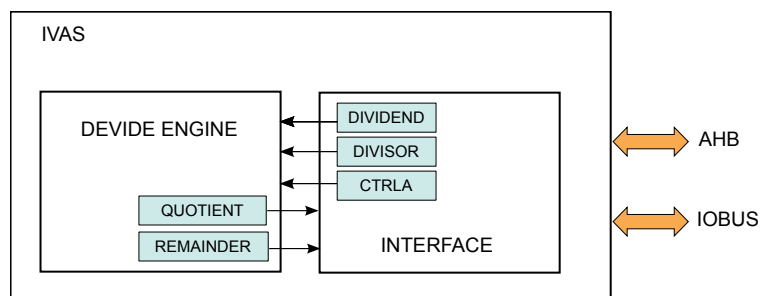 IVAS
DEVIDE ENGINE
DIVIDEND
DIVISOR
CTRLA
QUOTIENT
REMAINDER
INTERFACE
AHB
IOBUS